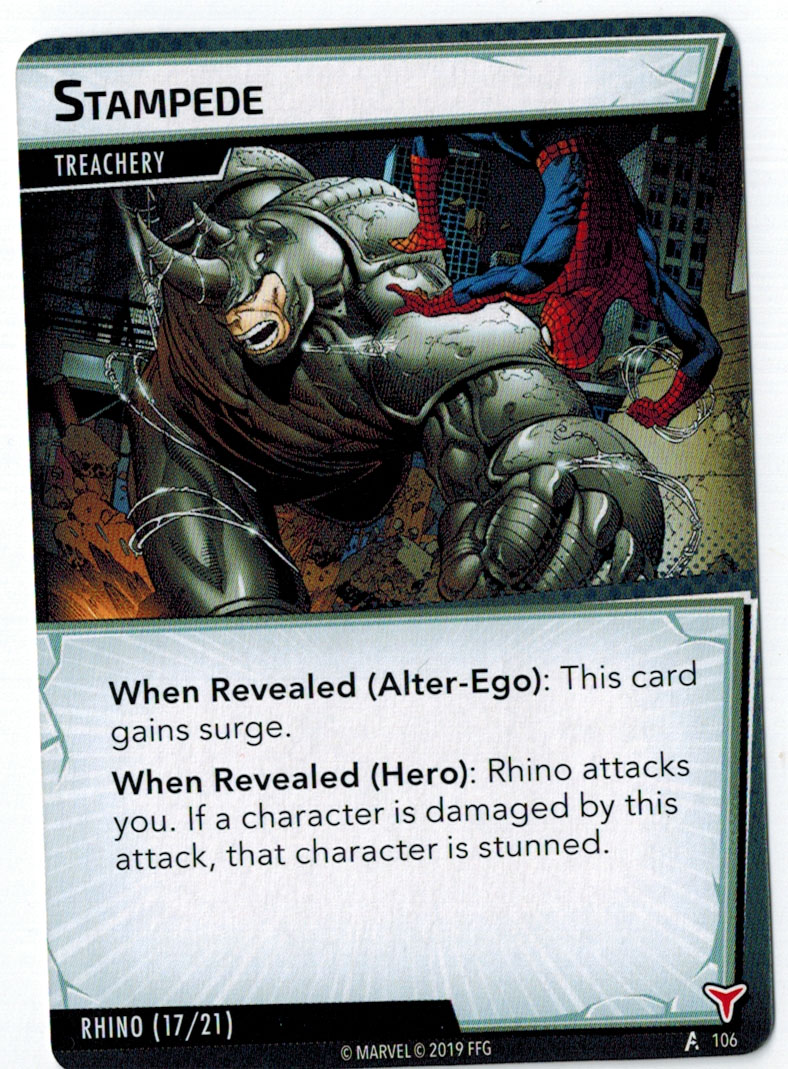 STAMPEDE
TREACHERY
When Revealed (Alter-Ego): This card
gains surge.
When Revealed (Hero): Rhino attacks
you. If a character is damaged by this
attack, that character is stunned.
RHINO (17/21)
© MARVEL © 2019 FFG
106